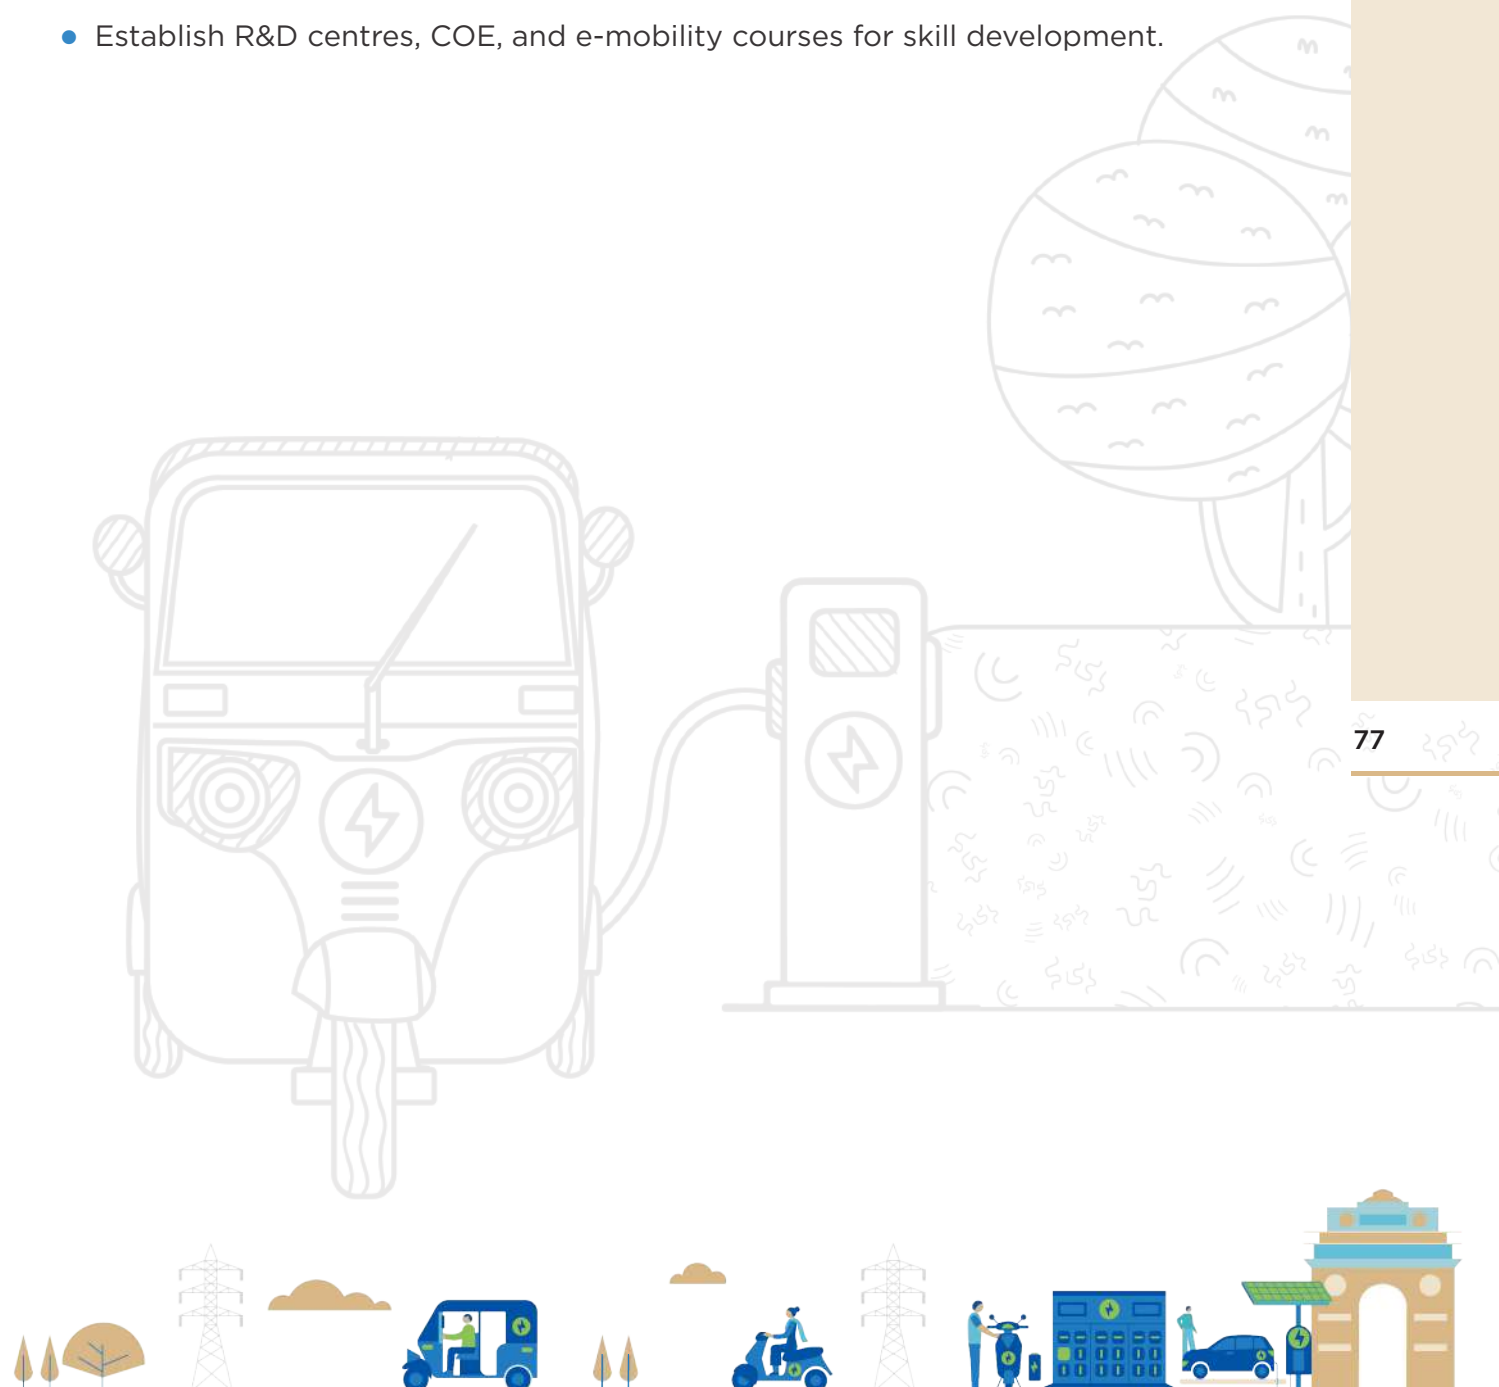 • Establish R&D centres, COE, and e-mobility courses for skill development.
77